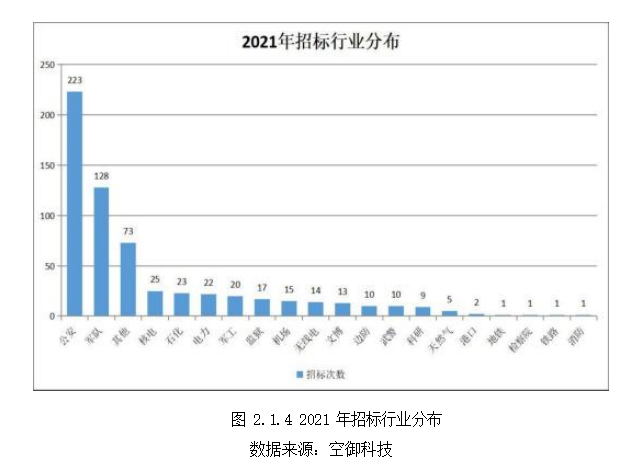 2021年招标行业分布
250
200
150
100
50
0
223
128
73
25
23
22
20
17
15
14
13
10
10
9
5
2
1
1
1
1
公安
军队
其他
核电
石化
电力
军工
监狱
机场
无线电
文博
边防
武警
科研
天然气
港口
地铁
检察院
铁路
消防
招标次数
图 2.1.4 2021 年招标行业分布
数据来源：空御科技